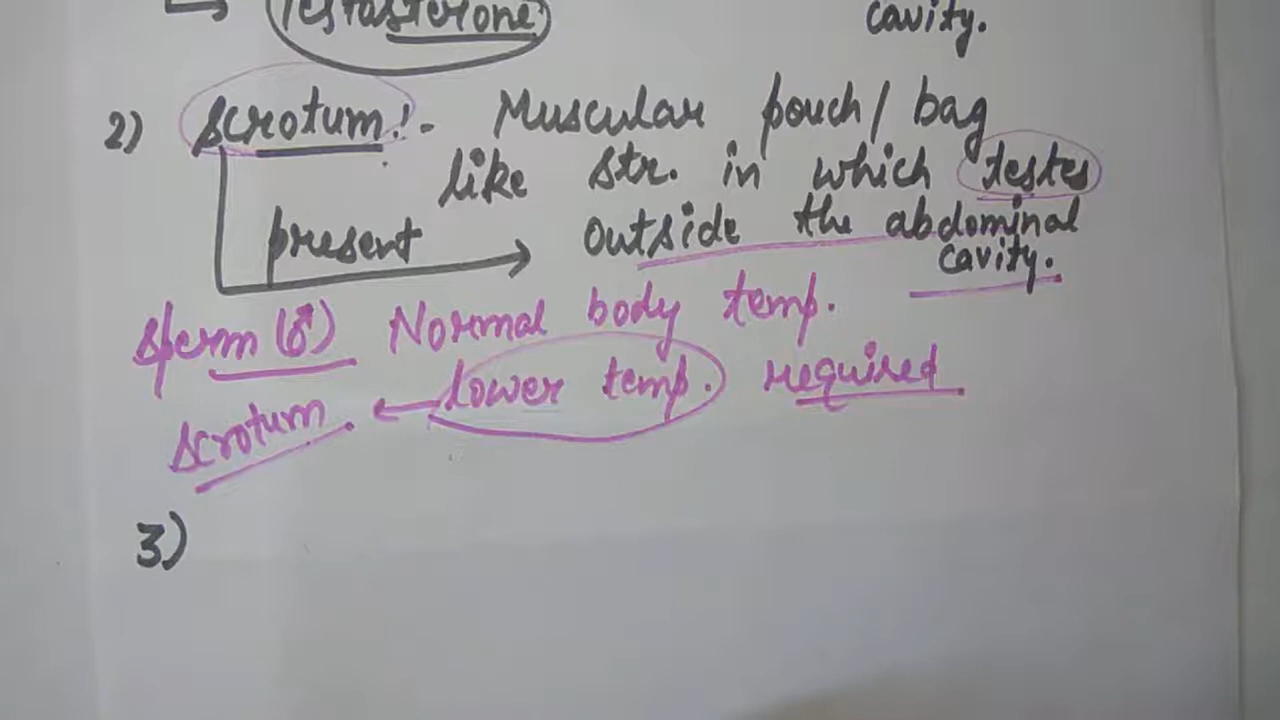 Testasterone
cavity.
2) Scrotum:- Muscular pouch/bag
like str. in which testes
present → outside the abdominal
cavity.
Sperm (♂) Normal body temp.
lower temp. required
scrotum. ←
3)